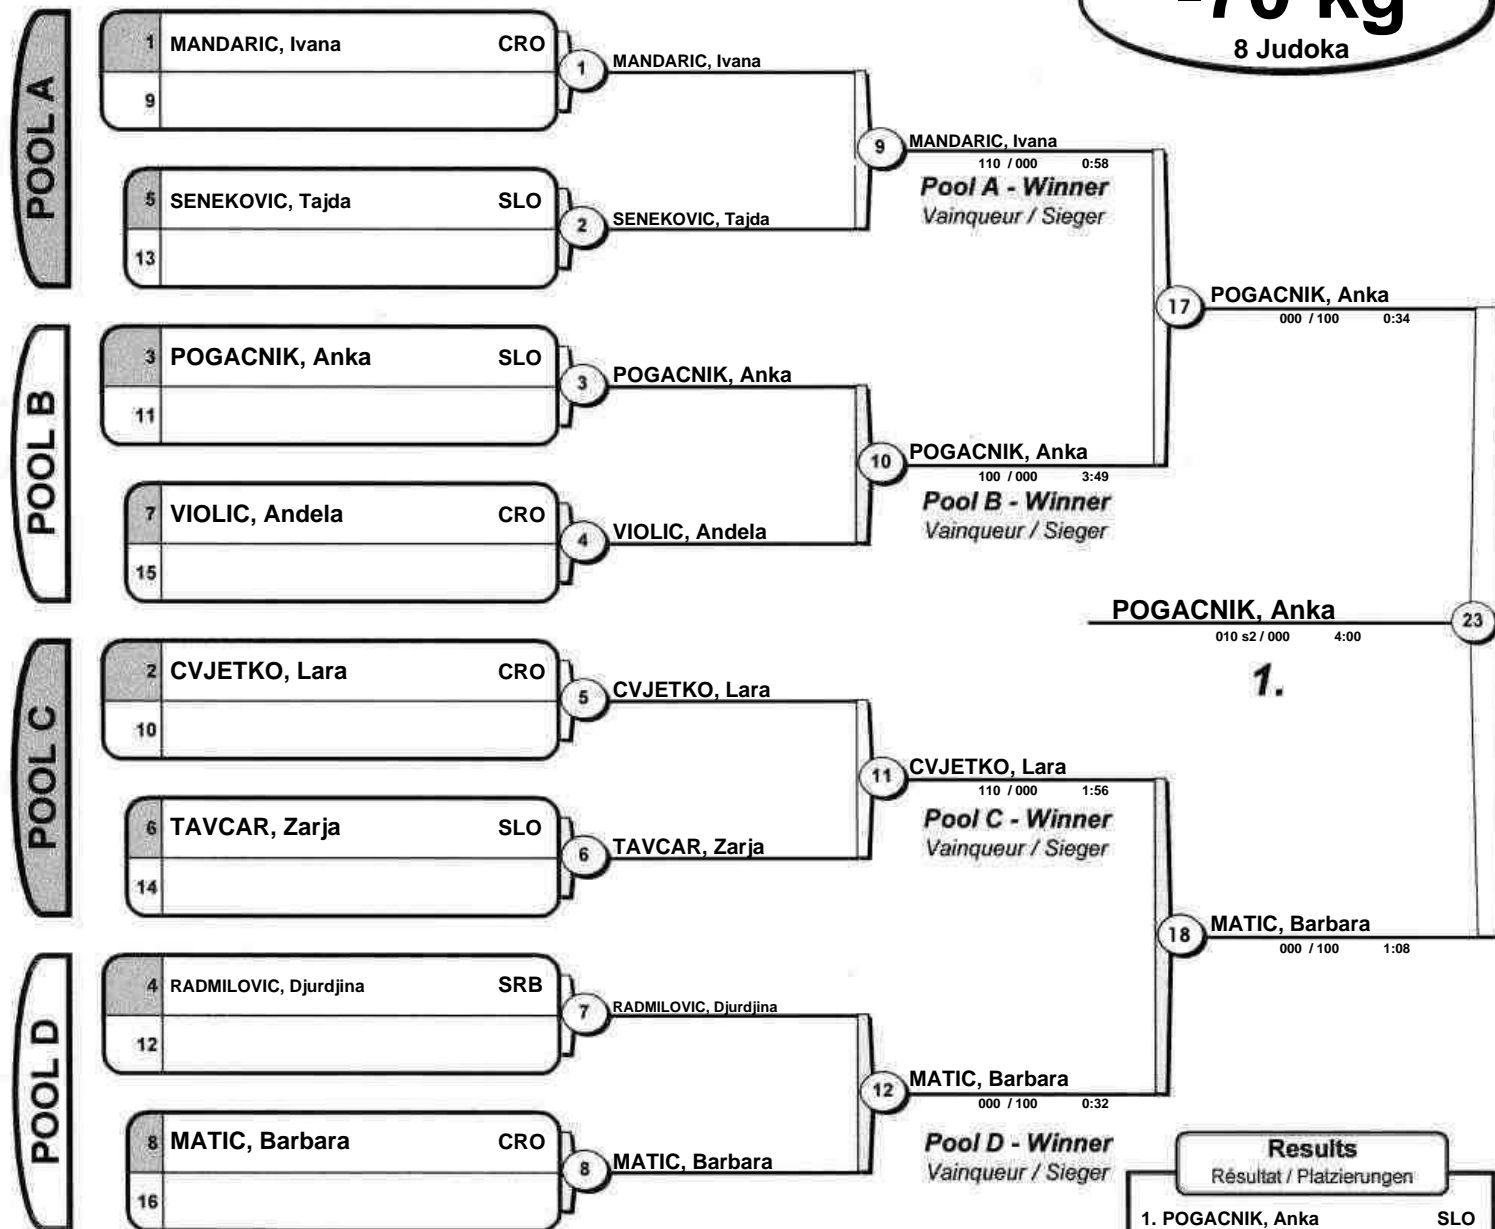 -70 kg
8 Judoka
POOL A
1 MANDARIC, Ivana CRO
9
1 MANDARIC, Ivana
5 SENEKOVIC, Tajda SLO
13
2 SENEKOVIC, Tajda
9 MANDARIC, Ivana
110 / 000 0:58
Pool A - Winner
Vainqueur / Sieger
POOL B
3 POGACNIK, Anka SLO
11
3 POGACNIK, Anka
7 VIOLIC, Andela CRO
15
4 VIOLIC, Andela
10 POGACNIK, Anka
100 / 000 3:49
Pool B - Winner
Vainqueur / Sieger
17 POGACNIK, Anka
000 / 100 0:34
POGACNIK, Anka 23
010 s2 / 000 4:00
1.
POOL C
2 CVJETKO, Lara CRO
10
5 CVJETKO, Lara
6 TAVCAR, Zarja SLO
14
6 TAVCAR, Zarja
11 CVJETKO, Lara
110 / 000 1:56
Pool C - Winner
Vainqueur / Sieger
POOL D
4 RADMILOVIC, Djurdjina SRB
12
7 RADMILOVIC, Djurdjina
8 MATIC, Barbara CRO
16
8 MATIC, Barbara
12 MATIC, Barbara
000 / 100 0:32
Pool D - Winner
Vainqueur / Sieger
18 MATIC, Barbara
000 / 100 1:08
Results
Résultat / Platzierungen
1. POGACNIK, Anka SLO